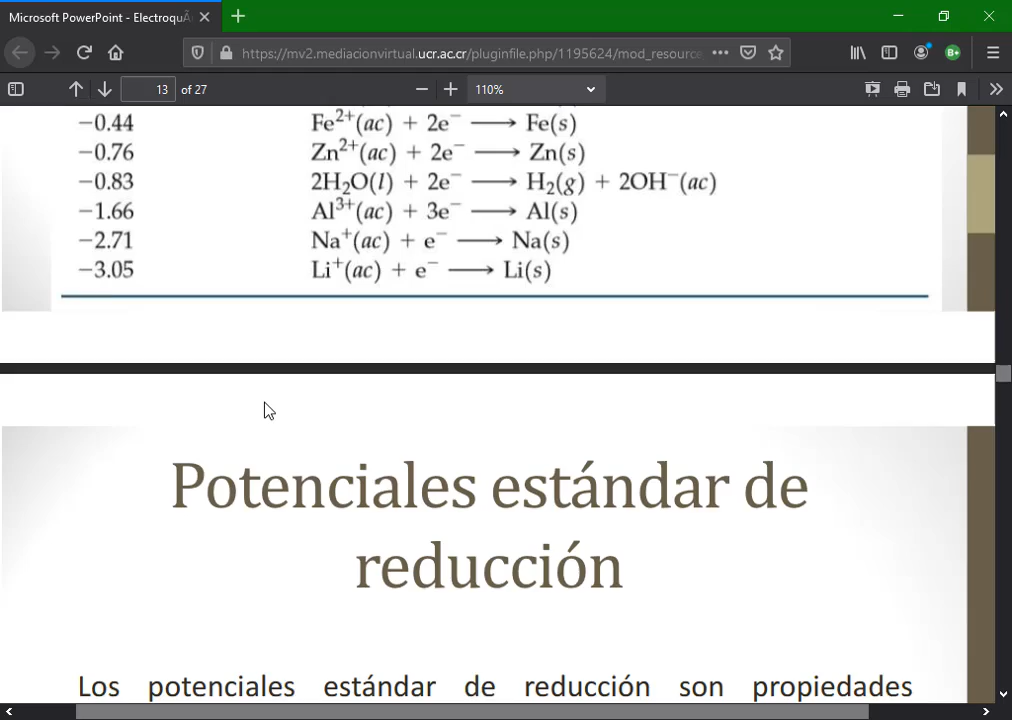 Microsoft PowerPoint - ElectroquÃ
https://mv2.mediacionvirtual.ucr.ac.cr/pluginfile.php/1195624/mod_resource
13 of 27
110%
−0.44 Fe²⁺(ac) + 2e⁻ ⟶ Fe(s)
−0.76 Zn²⁺(ac) + 2e⁻ ⟶ Zn(s)
−0.83 2H₂O(l) + 2e⁻ ⟶ H₂(g) + 2OH⁻(ac)
−1.66 Al³⁺(ac) + 3e⁻ ⟶ Al(s)
−2.71 Na⁺(ac) + e⁻ ⟶ Na(s)
−3.05 Li⁺(ac) + e⁻ ⟶ Li(s)
Potenciales estándar de
reducción
Los potenciales estándar de reducción son propiedades